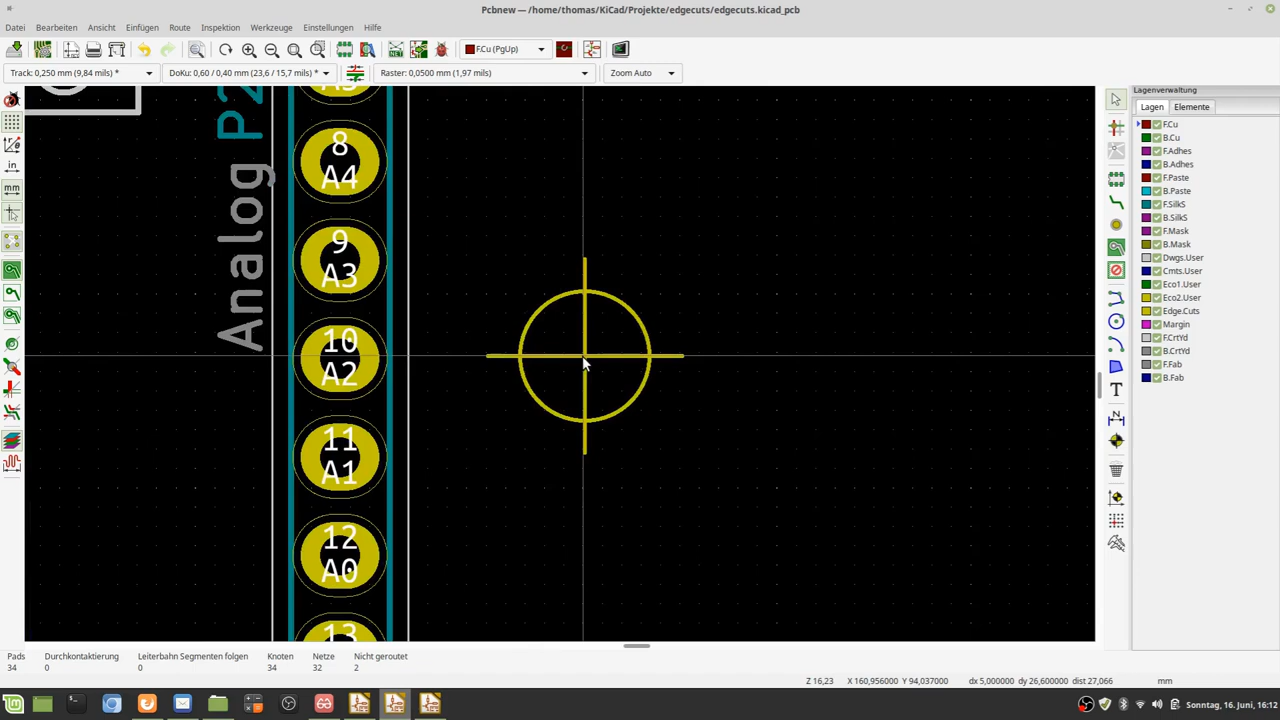 Pcbnew — /home/thomas/KiCad/Projekte/edgecuts/edgecuts.kicad_pcb
Datei Bearbeiten Ansicht Einfügen Route Inspektion Werkzeuge Einstellungen Hilfe
NET F.Cu (PgUp)
Track: 0,250 mm (9,84 mils) * DoKu: 0,60 / 0,40 mm (23,6 / 15,7 mils) * Raster: 0,0500 mm (1,97 mils) Zoom Auto
Lagenverwaltung
Lagen Elemente
F.Cu
B.Cu
F.Adhes
B.Adhes
F.Paste
B.Paste
F.SilkS
B.SilkS
F.Mask
B.Mask
Dwgs.User
Cmts.User
Eco1.User
Eco2.User
Edge.Cuts
Margin
F.CrtYd
B.CrtYd
F.Fab
B.Fab
in
mm
T
N
P2
Analog
8
A4
9
A3
10
A2
11
A1
12
A0
13
Pads Durchkontaktierung Leiterbahn Segmenten folgen Knoten Netze Nicht geroutet
34 0 0 34 32 2
Z 16,23 X 160,956000 Y 94,037000 dx 5,000000 dy 26,600000 dist 27,066 mm
Sonntag, 16. Juni, 16:12